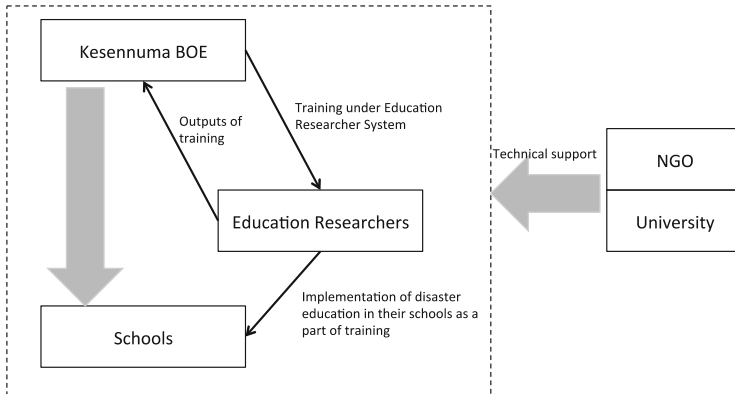 Kesennuma BOE
Training under Education
Researcher System
Outputs of
training
Technical support
NGO
University
Education Researchers
Implementation of disaster
education in their schools as a
part of training
Schools